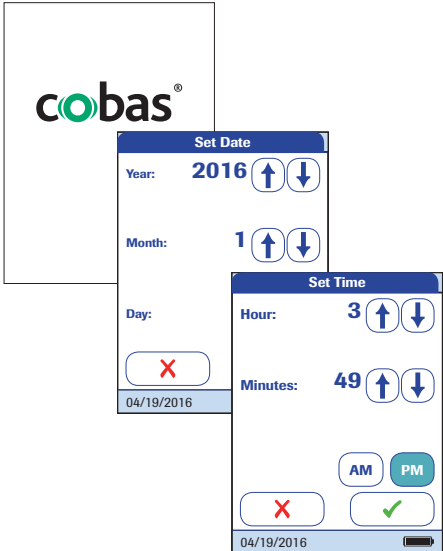 cobas®
Set Date
Year: 2016
Month: 1
Day:
04/19/2016
Set Time
Hour: 3
Minutes: 49
AM PM
04/19/2016